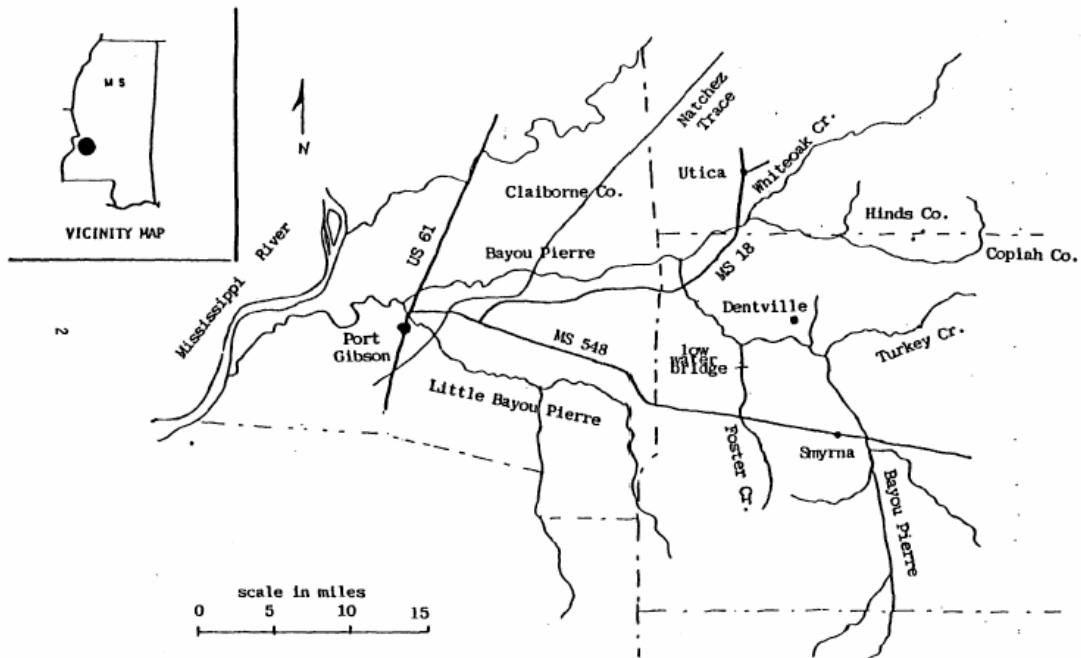 M S
VICINITY MAP
N
Mississippi River
US 61
Claiborne Co.
Natchez
Trace
Utica
Whiteoak Cr.
Hinds Co.
Copiah Co.
Bayou Pierre
MS 18
Dentville
Turkey Cr.
Port
Gibson
MS 548
low
water
bridge
Little Bayou Pierre
Foster Cr.
Smyrna
Bayou Pierre
2
scale in miles
0 5 10 15